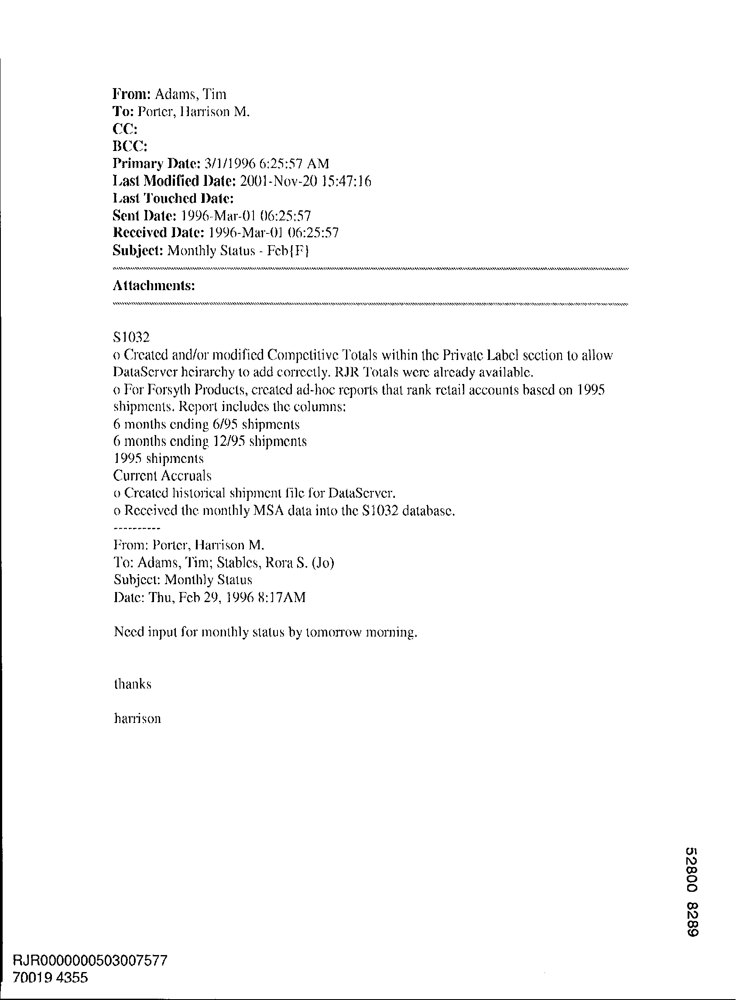 From: Adams, Tim
To: Porter, Harrison M.
CC:
BCC:
Primary Date: 3/1/1996 6:25:57 AM
Last Modified Date: 2001-Nov-20 15:47:16
Last Touched Date:
Sent Date: 1996-Mar-01 06:25:57
Received Date: 1996-Mar-01 06:25:57
Subject: Monthly Status - Feb{F}
Attachments:
S1032
o Created and/or modified Competitive Totals within the Private Label section to allow
DataServer heirarchy to add correctly. RJR Totals were already available.
o For Forsyth Products, created ad-hoc reports that rank retail accounts based on 1995
shipments. Report includes the columns:
6 months ending 6/95 shipments
6 months ending 12/95 shipments
1995 shipments
Current Accruals
o Created historical shipment file for DataServer.
o Received the monthly MSA data into the S1032 database.
----------
From: Porter, Harrison M.
To: Adams, Tim; Stables, Rora S. (Jo)
Subject: Monthly Status
Date: Thu, Feb 29, 1996 8:17AM
Need input for monthly status by tomorrow morning.
thanks
harrison
52800 8289
RJR0000000503007577
70019 4355